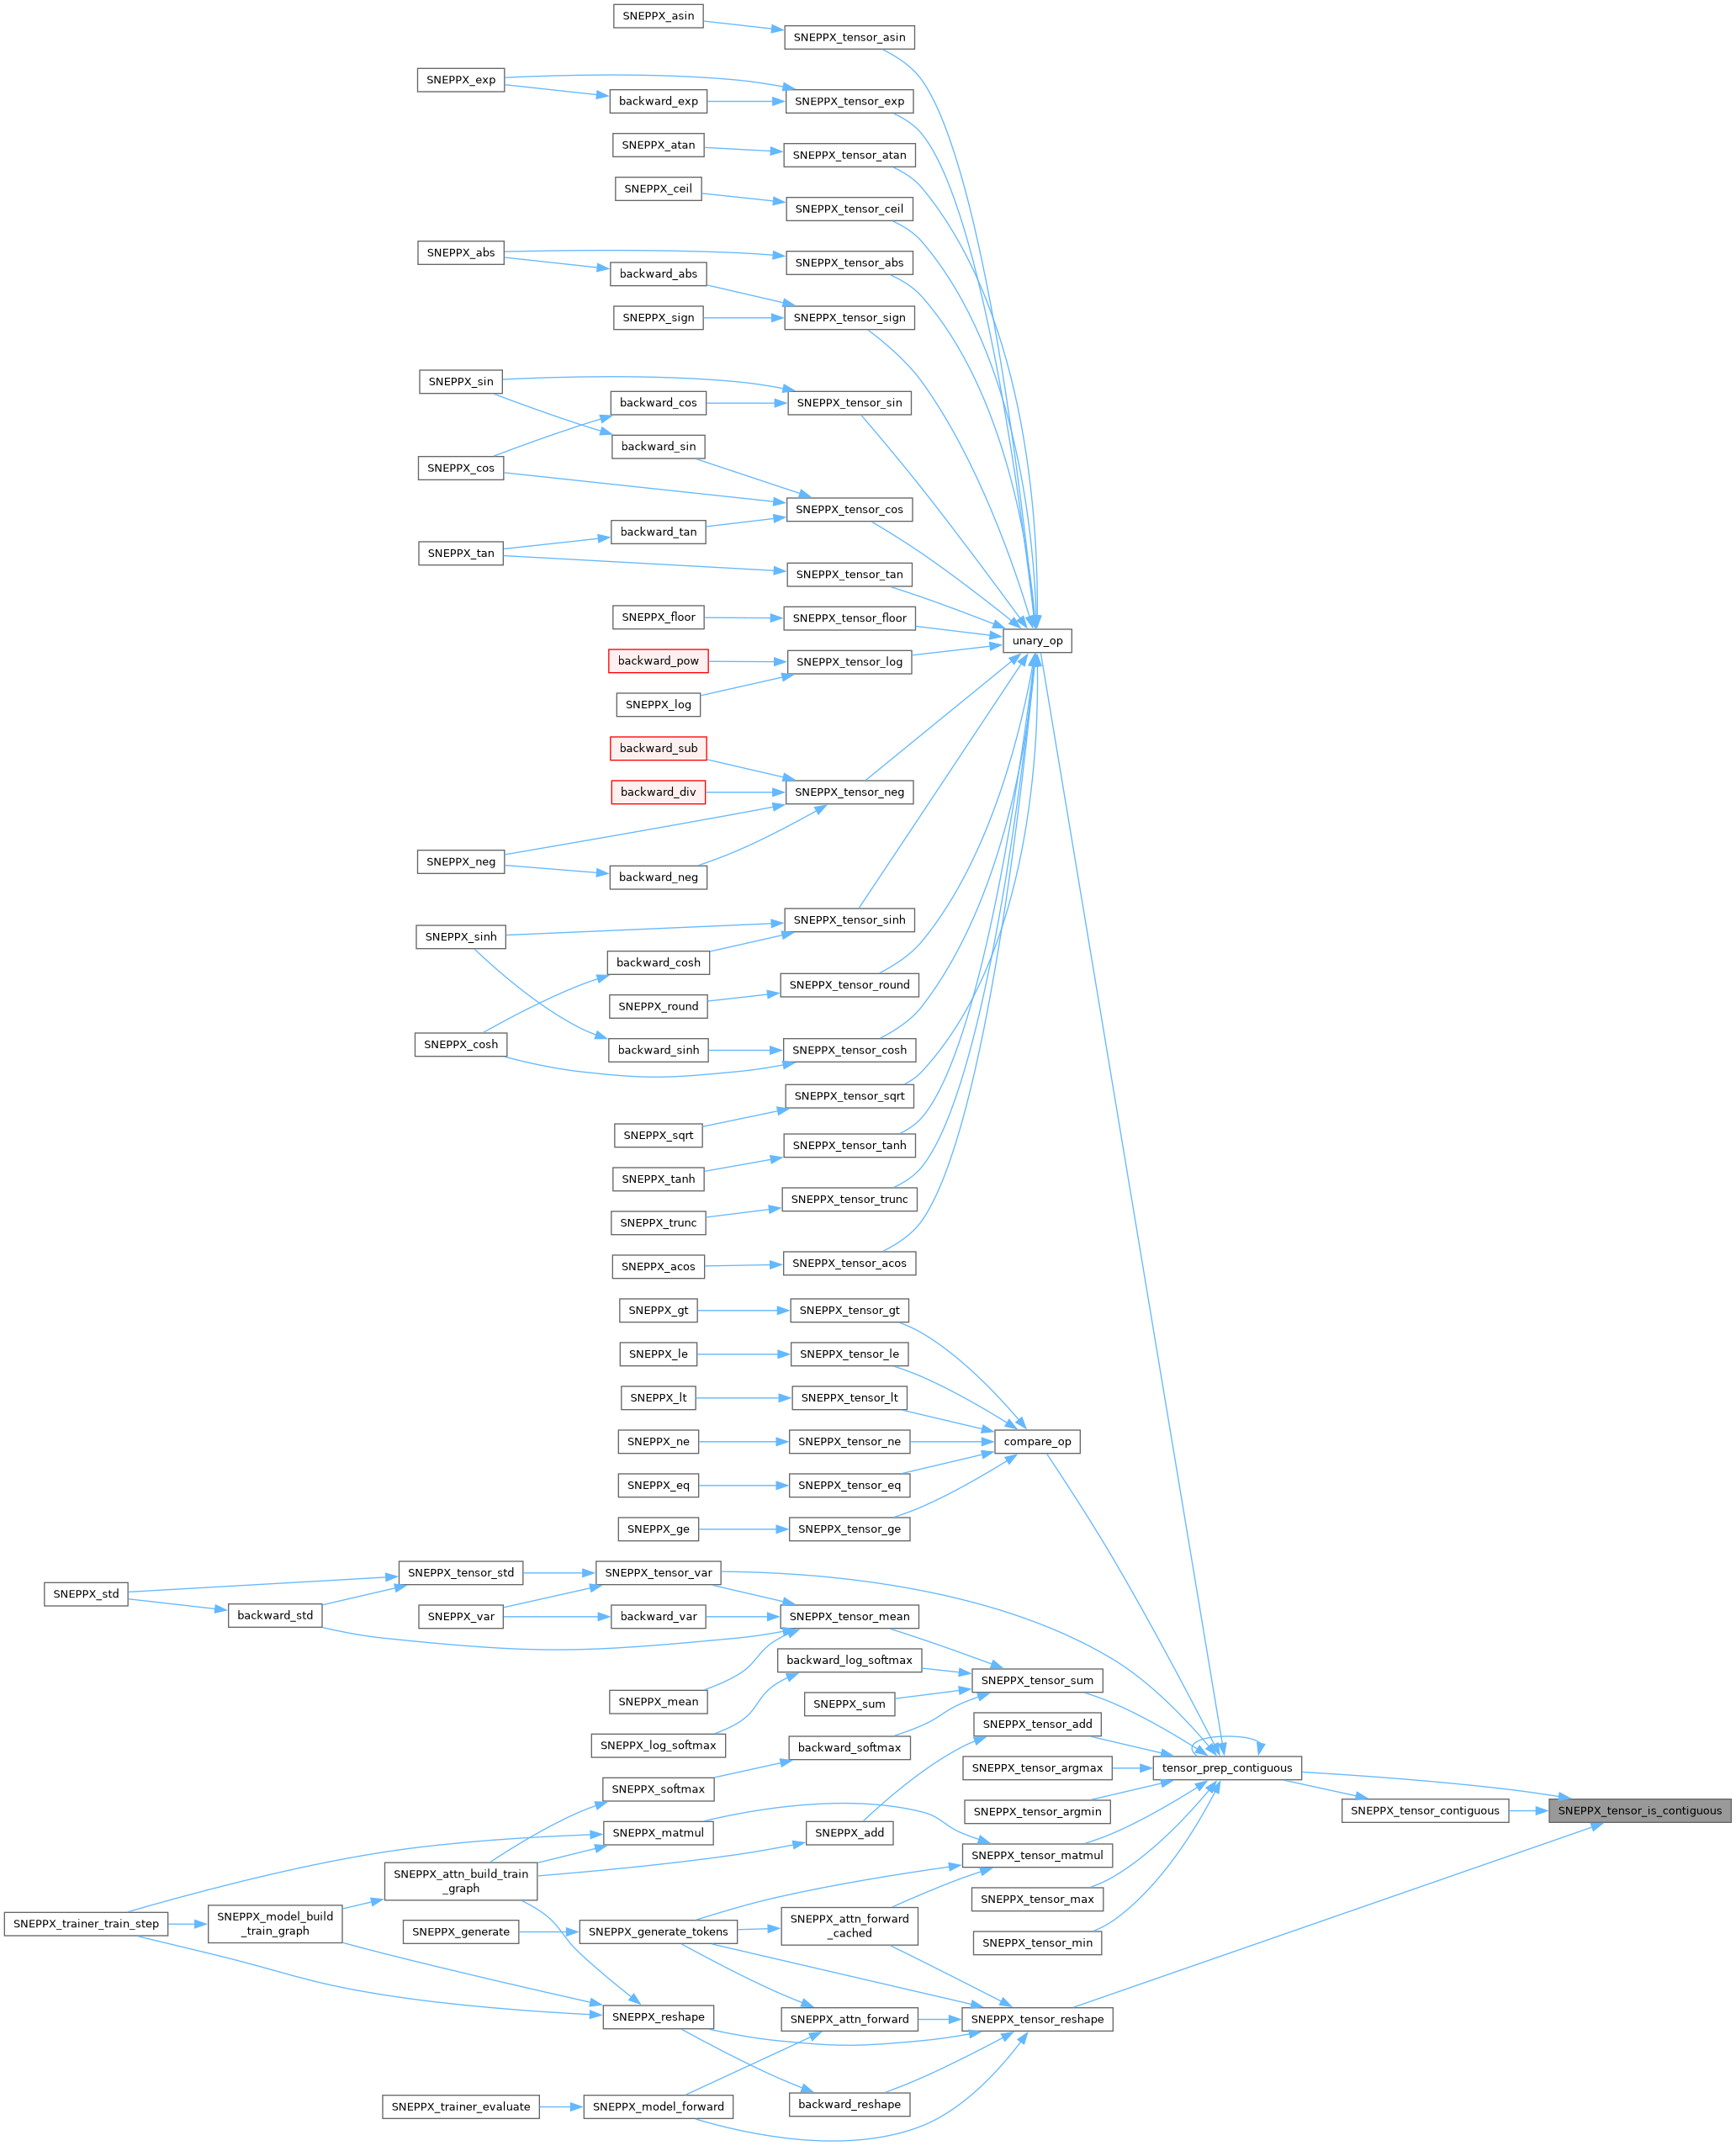 SNEPPX_asin
SNEPPX_tensor_asin
SNEPPX_exp
backward_exp
SNEPPX_tensor_exp
SNEPPX_atan
SNEPPX_tensor_atan
SNEPPX_ceil
SNEPPX_tensor_ceil
SNEPPX_abs
SNEPPX_tensor_abs
backward_abs
SNEPPX_sign
SNEPPX_tensor_sign
SNEPPX_sin
backward_cos
SNEPPX_tensor_sin
backward_sin
SNEPPX_cos
SNEPPX_tensor_cos
backward_tan
SNEPPX_tan
SNEPPX_tensor_tan
SNEPPX_floor
SNEPPX_tensor_floor
unary_op
backward_pow
SNEPPX_tensor_log
SNEPPX_log
backward_sub
backward_div
SNEPPX_tensor_neg
SNEPPX_neg
backward_neg
SNEPPX_tensor_sinh
SNEPPX_sinh
backward_cosh
SNEPPX_tensor_round
SNEPPX_round
SNEPPX_cosh
backward_sinh
SNEPPX_tensor_cosh
SNEPPX_tensor_sqrt
SNEPPX_sqrt
SNEPPX_tensor_tanh
SNEPPX_tanh
SNEPPX_tensor_trunc
SNEPPX_trunc
SNEPPX_acos
SNEPPX_tensor_acos
SNEPPX_gt
SNEPPX_tensor_gt
SNEPPX_le
SNEPPX_tensor_le
SNEPPX_lt
SNEPPX_tensor_lt
SNEPPX_ne
SNEPPX_tensor_ne
compare_op
SNEPPX_eq
SNEPPX_tensor_eq
SNEPPX_ge
SNEPPX_tensor_ge
SNEPPX_std
SNEPPX_tensor_std
SNEPPX_tensor_var
backward_std
SNEPPX_var
backward_var
SNEPPX_tensor_mean
backward_log_softmax
SNEPPX_tensor_sum
SNEPPX_mean
SNEPPX_sum
SNEPPX_tensor_add
SNEPPX_log_softmax
backward_softmax
SNEPPX_tensor_argmax
tensor_prep_contiguous
SNEPPX_softmax
SNEPPX_tensor_argmin
SNEPPX_tensor_contiguous
SNEPPX_tensor_is_contiguous
SNEPPX_matmul
SNEPPX_add
SNEPPX_tensor_matmul
SNEPPX_attn_build_train
_graph
SNEPPX_tensor_max
SNEPPX_trainer_train_step
SNEPPX_model_build
_train_graph
SNEPPX_generate
SNEPPX_generate_tokens
SNEPPX_attn_forward
_cached
SNEPPX_tensor_min
SNEPPX_reshape
SNEPPX_attn_forward
SNEPPX_tensor_reshape
SNEPPX_trainer_evaluate
SNEPPX_model_forward
backward_reshape